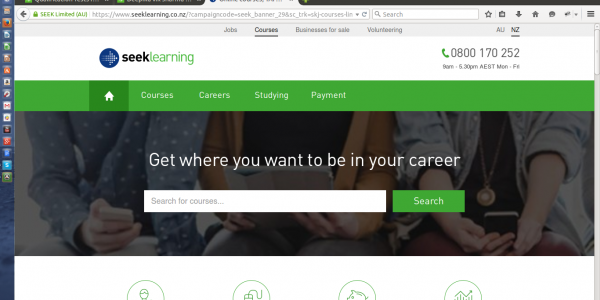 SEEK Limited (AU)
https://www.seeklearning.co.nz/?campaigncode=seek_banner_29&sc_trk=skj-courses-lin
Search
Jobs Courses Businesses for sale Volunteering AU NZ
seeklearning
0800 170 252
9am - 5.30pm AEST Mon - Fri
Courses Careers Studying Payment
Get where you want to be in your career
Search for courses...
Search